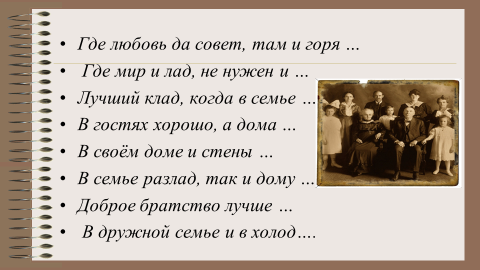 • Где любовь да совет, там и горя …
• Где мир и лад, не нужен и …
• Лучший клад, когда в семье …
• В гостях хорошо, а дома …
• В своём доме и стены …
• В семье разлад, так и дому …
• Доброе братство лучше …
• В дружной семье и в холод….